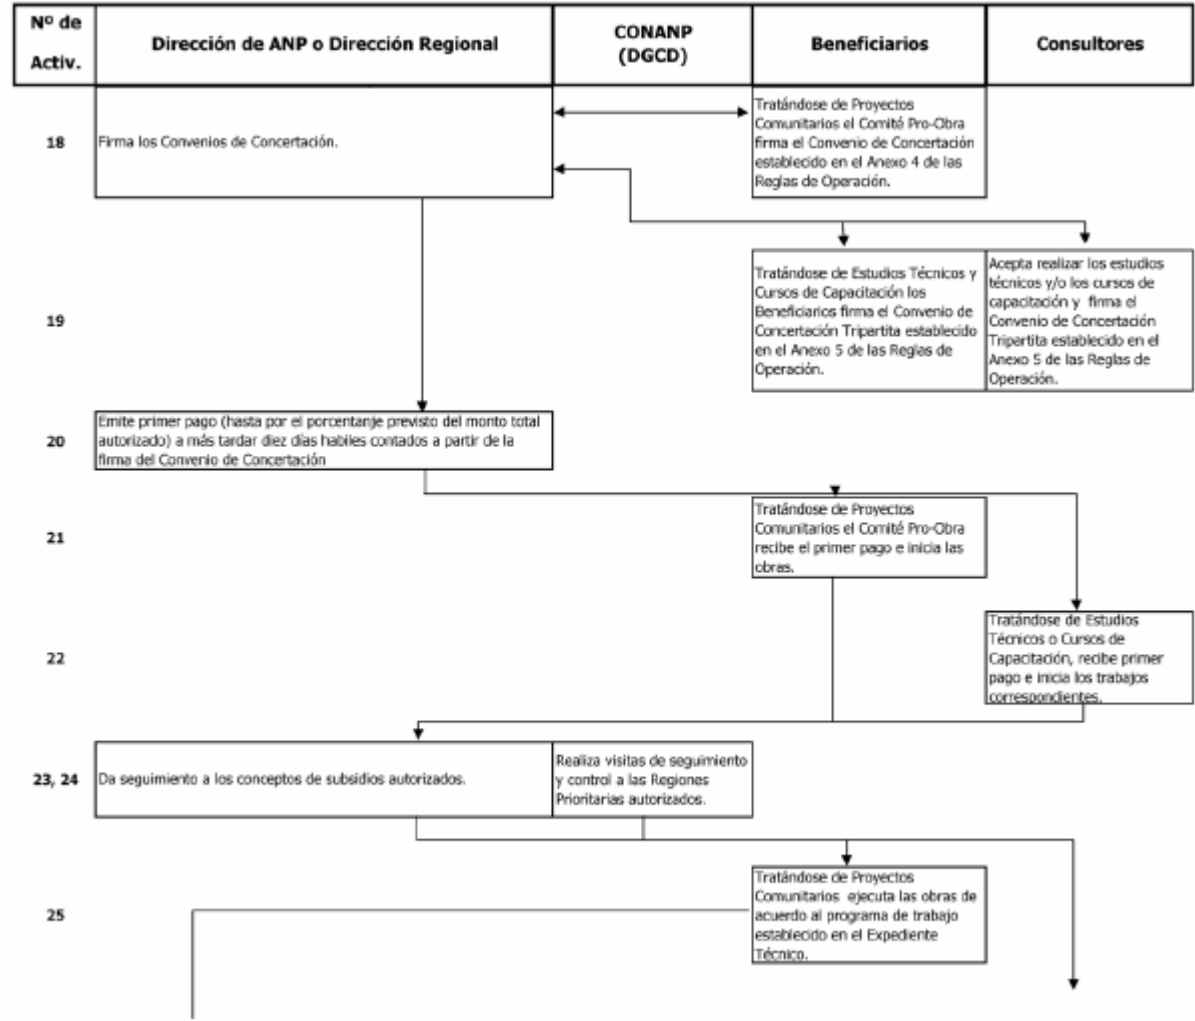 Nº de
Activ.
Dirección de ANP o Dirección Regional
CONANP
(DGCD)
Beneficiarios
Consultores
18
Firma los Convenios de Concertación.
Tratándose de Proyectos
Comunitarios el Comité Pro-Obra
firma el Convenio de Concertación
establecido en el Anexo 4 de las
Reglas de Operación.
19
Tratándose de Estudios Técnicos y
Cursos de Capacitación los
Beneficiarios firma el Convenio de
Concertación Tripartita establecido
en el Anexo 5 de las Reglas de
Operación.
Acepta realizar los estudios
técnicos y/o los cursos de
capacitación y firma el
Convenio de Concertación
Tripartita establecido en el
Anexo 5 de las Reglas de
Operación.
20
Emite primer pago (hasta por el porcentanje previsto del monto total
autorizado) a más tardar diez días habiles contados a partir de la
firma del Convenio de Concertación
21
Tratándose de Proyectos
Comunitarios el Comité Pro-Obra
recibe el primer pago e inicia las
obras.
22
Tratándose de Estudios
Técnicos o Cursos de
Capacitación, recibe primer
pago e inicia los trabajos
correspondientes.
23, 24
Da seguimiento a los conceptos de subsidios autorizados.
Realiza visitas de seguimiento
y control a las Regiones
Prioritarias autorizados.
25
Tratándose de Proyectos
Comunitarios ejecuta las obras de
acuerdo al programa de trabajo
establecido en el Expediente
Técnico.